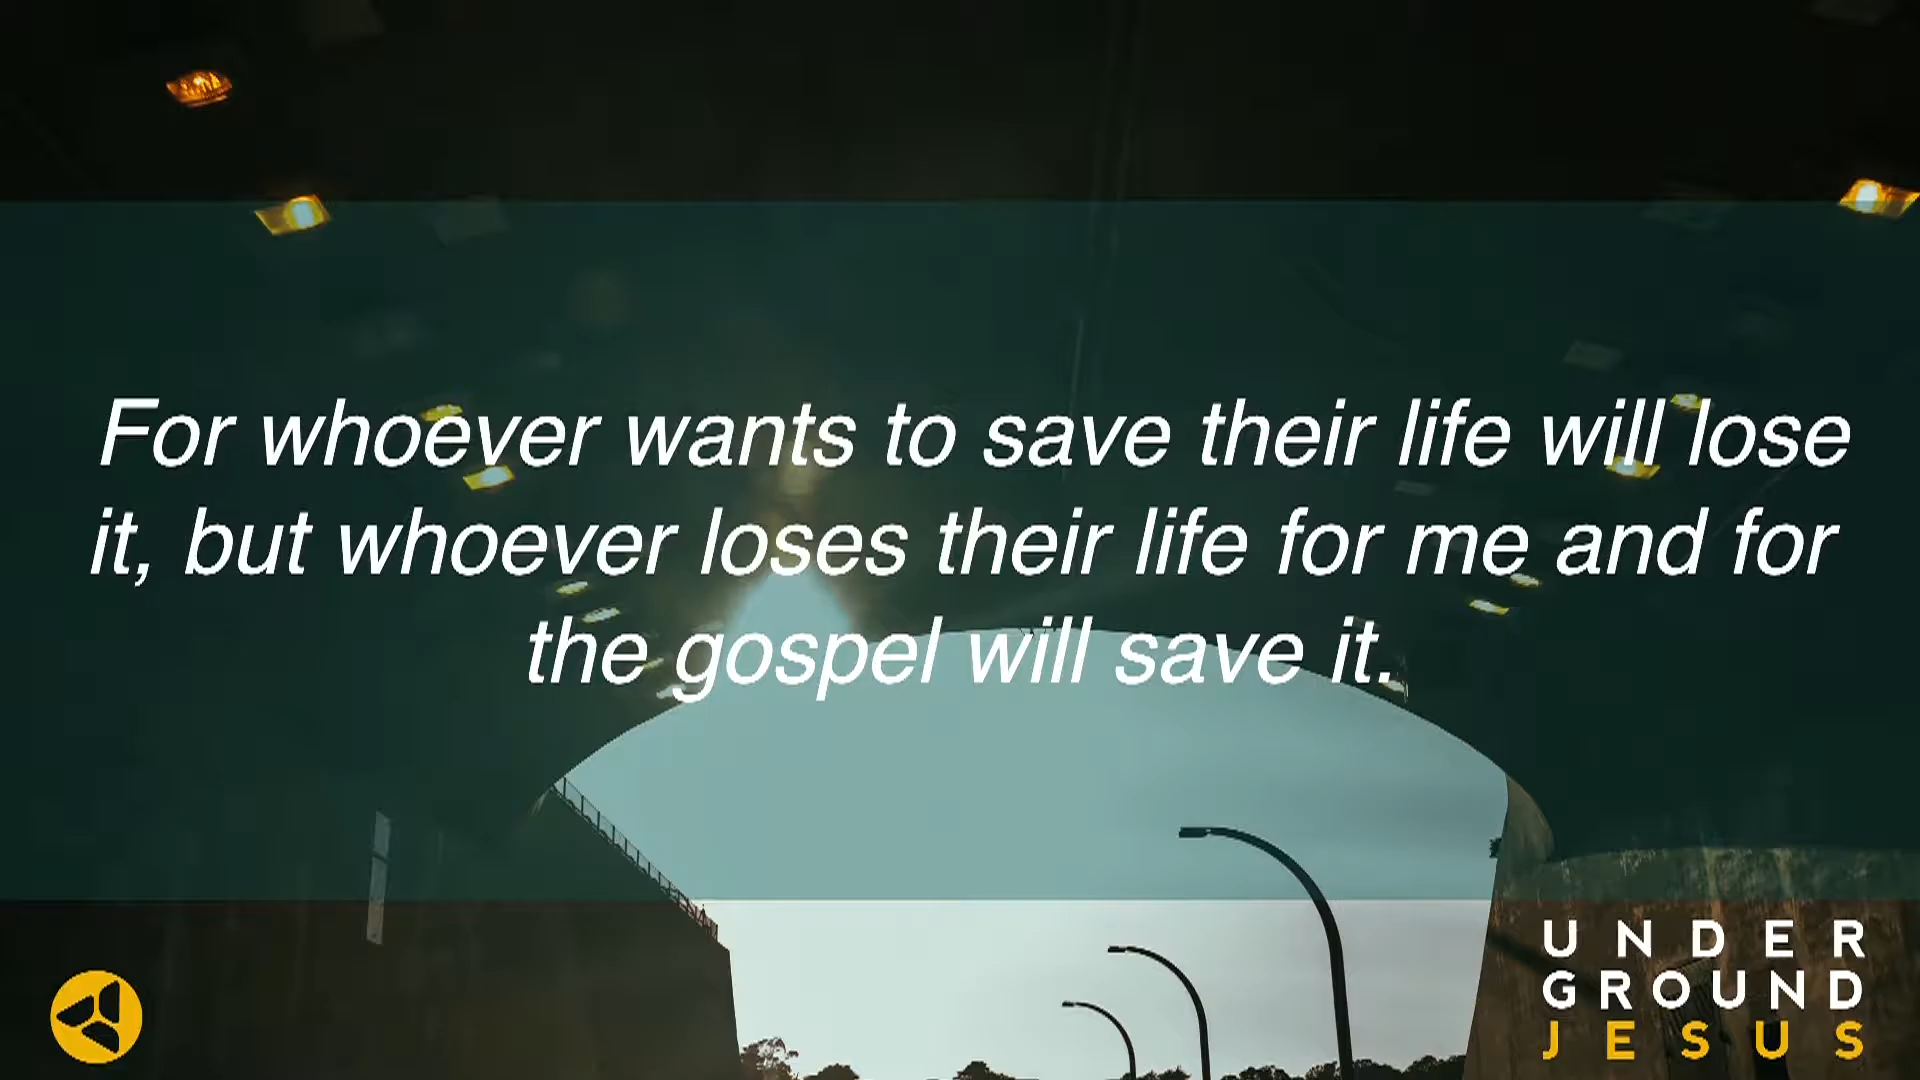 For whoever wants to save their life will lose
it, but whoever loses their life for me and for
the gospel will save it.
UNDER
GROUND
JESUS